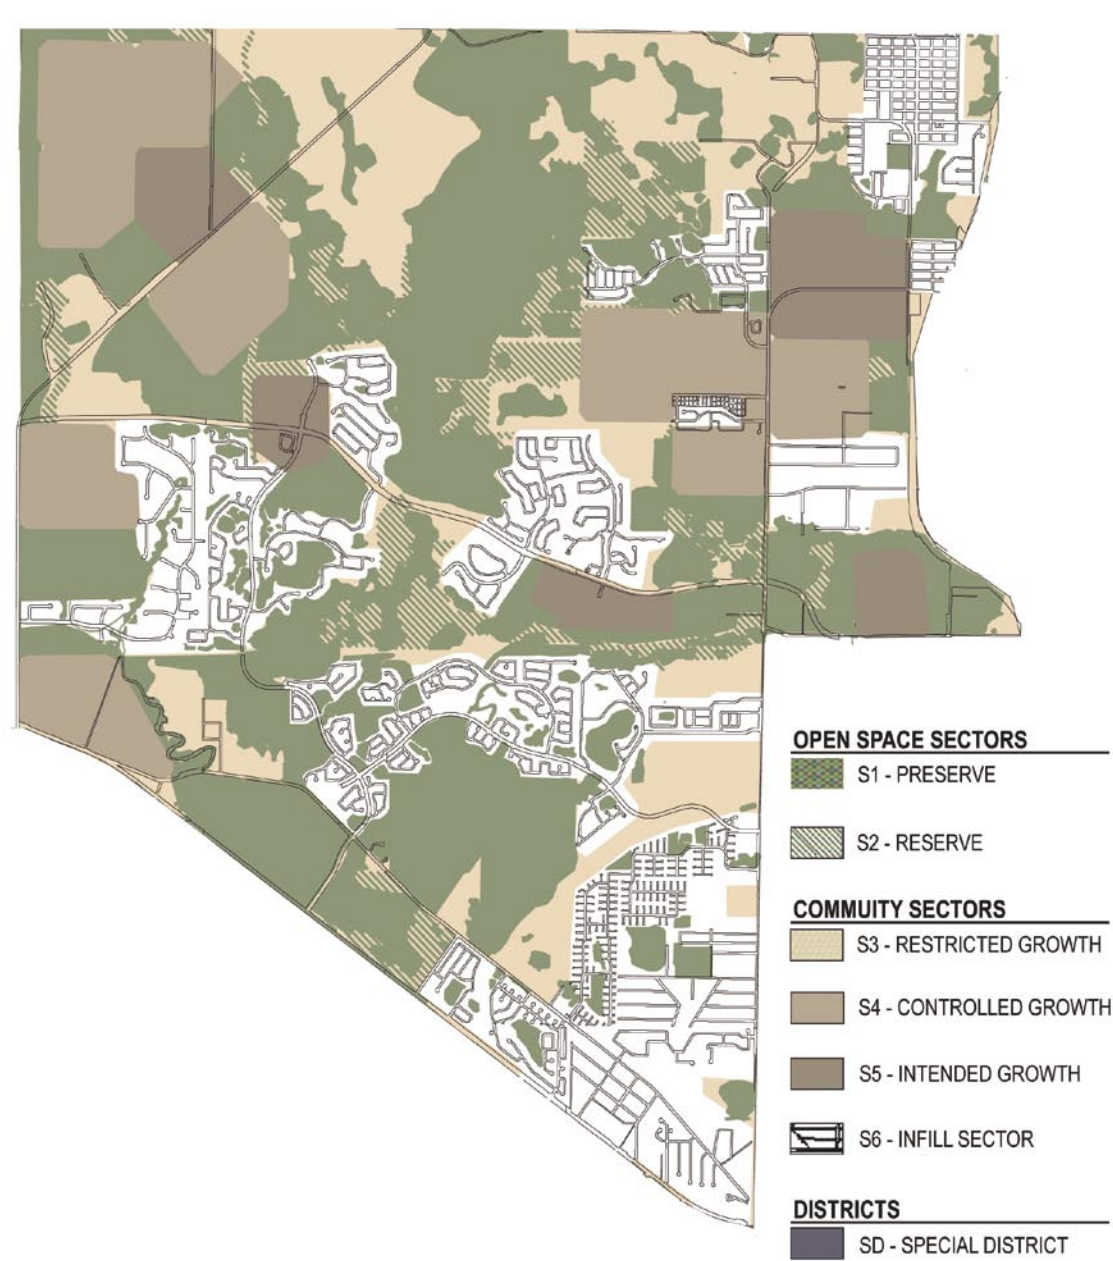 OPEN SPACE SECTORS
S1 - PRESERVE
S2 - RESERVE
COMMUITY SECTORS
S3 - RESTRICTED GROWTH
S4 - CONTROLLED GROWTH
S5 - INTENDED GROWTH
S6 - INFILL SECTOR
DISTRICTS
SD - SPECIAL DISTRICT